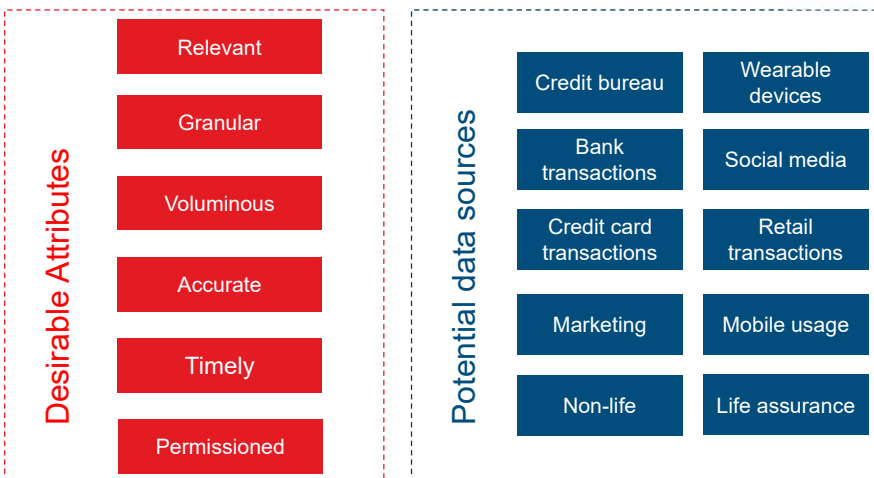 Desirable Attributes
Relevant
Granular
Voluminous
Accurate
Timely
Permissioned
Potential data sources
Credit bureau
Wearable
devices
Bank
transactions
Social media
Credit card
transactions
Retail
transactions
Marketing
Mobile usage
Non-life
Life assurance